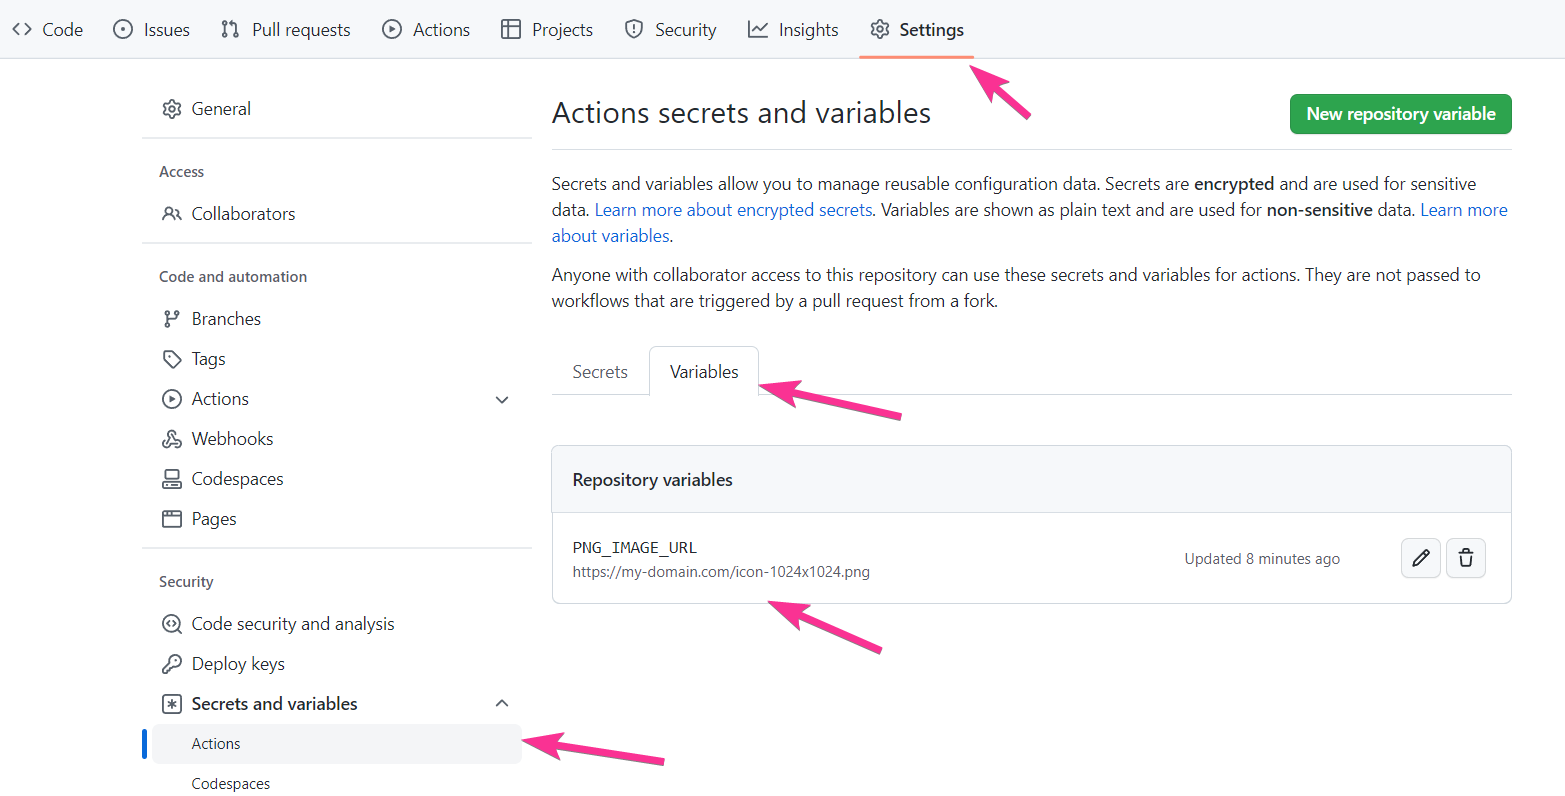 Code Issues Pull requests Actions Projects Security Insights Settings
General
Access
Collaborators
Code and automation
Branches
Tags
Actions
Webhooks
Codespaces
Pages
Security
Code security and analysis
Deploy keys
Secrets and variables
Actions
Codespaces
Actions secrets and variables
New repository variable
Secrets and variables allow you to manage reusable configuration data. Secrets are encrypted and are used for sensitive
data. Learn more about encrypted secrets. Variables are shown as plain text and are used for non-sensitive data. Learn more
about variables.
Anyone with collaborator access to this repository can use these secrets and variables for actions. They are not passed to
workflows that are triggered by a pull request from a fork.
Secrets Variables
Repository variables
PNG_IMAGE_URL
https://my-domain.com/icon-1024x1024.png
Updated 8 minutes ago